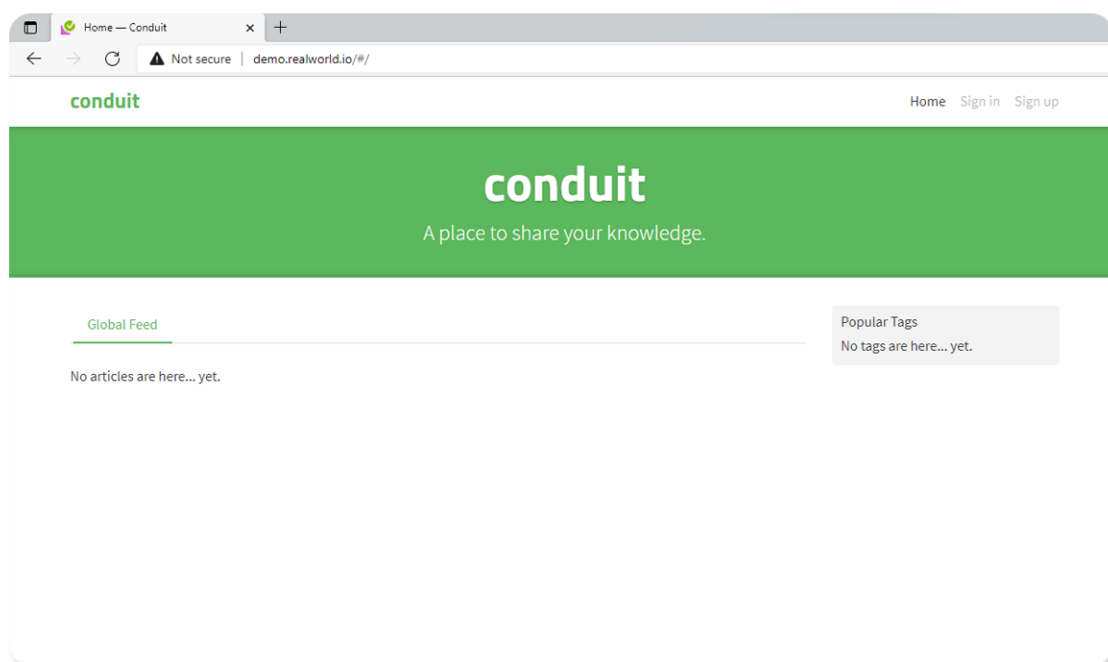 Home — Conduit
Not secure | demo.realworld.io/#/
conduit
Home Sign in Sign up
conduit
A place to share your knowledge.
Global Feed
No articles are here... yet.
Popular Tags
No tags are here... yet.